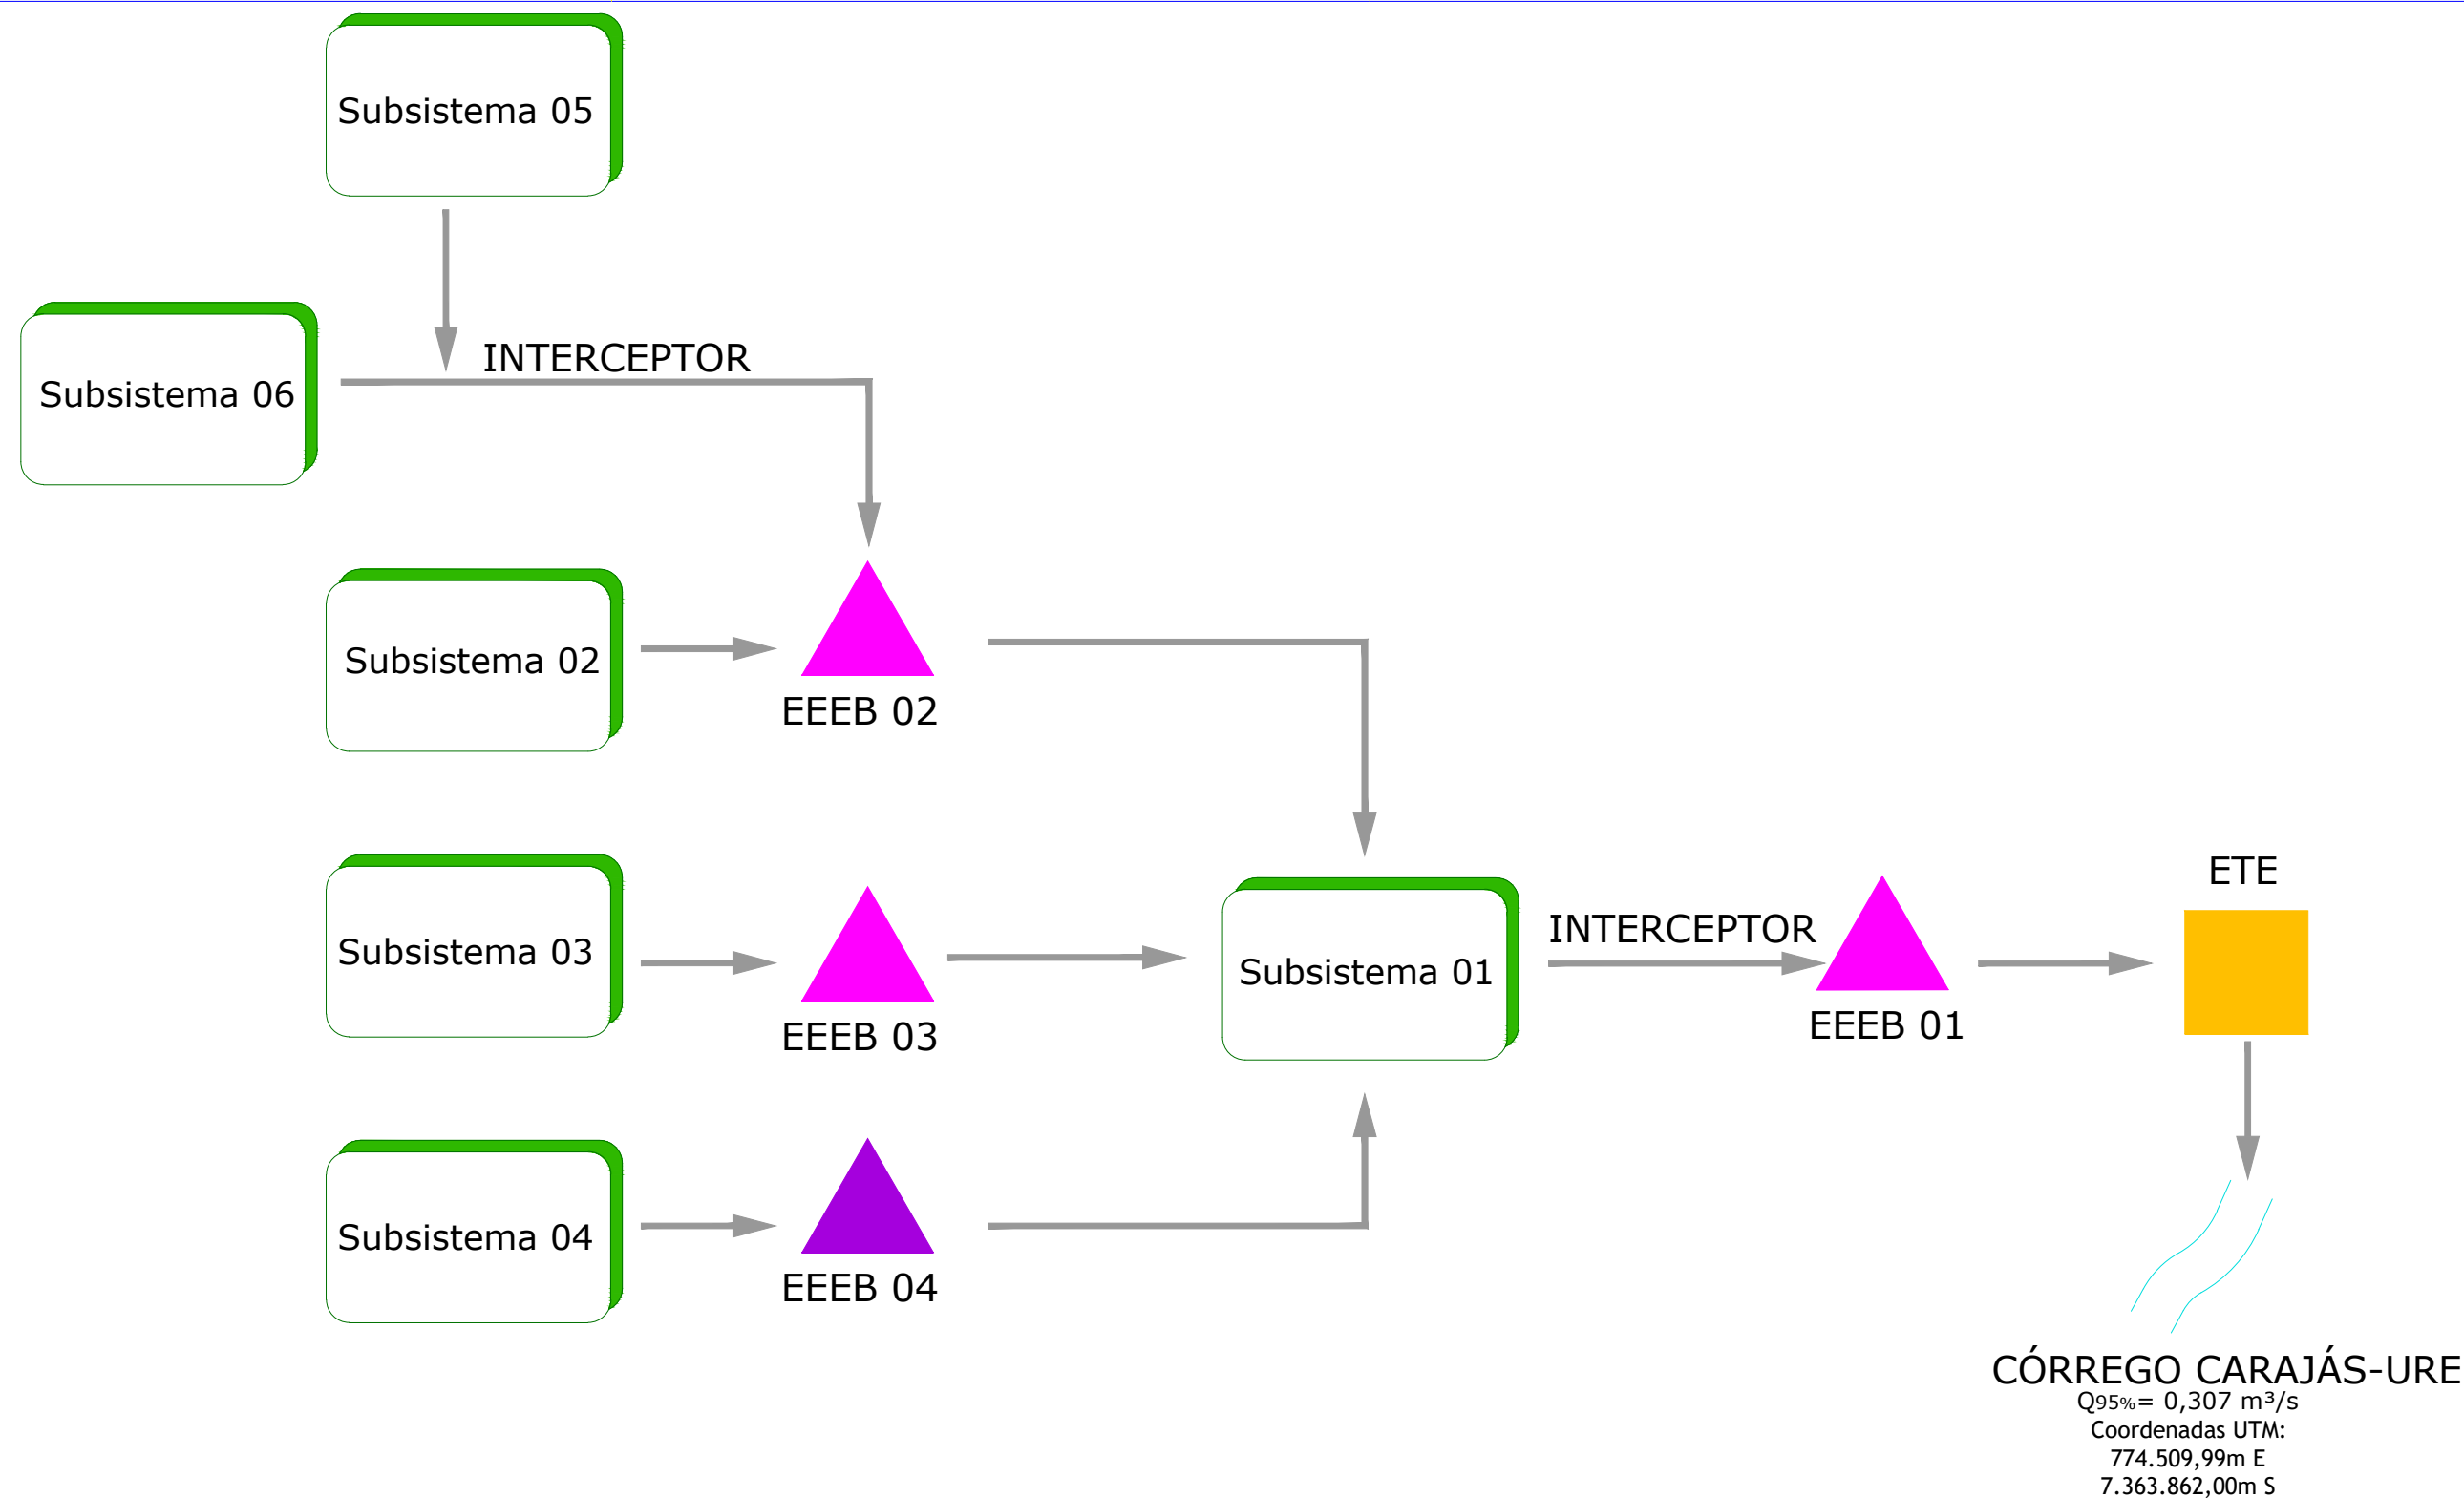 Subsistema 05
INTERCEPTOR
Subsistema 06
Subsistema 02
EEEB 02
Subsistema 03
EEEB 03
Subsistema 01
INTERCEPTOR
EEEB 01
ETE
Subsistema 04
EEEB 04
CÓRREGO CARAJÁS-URE
Q95%= 0,307 m³/s
Coordenadas UTM:
774.509,99m E
7.363.862,00m S